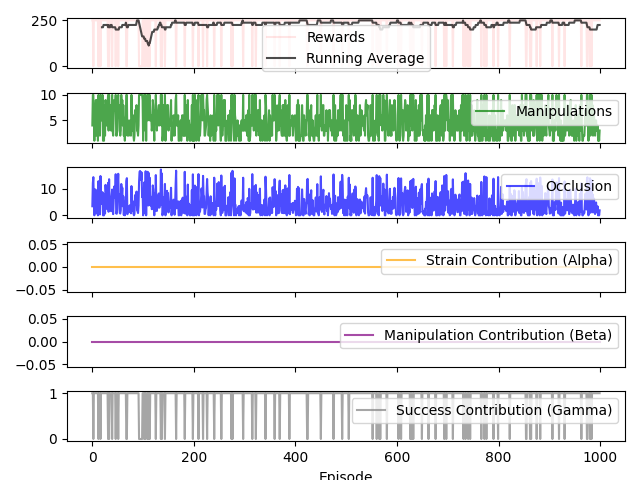 250
0
Rewards
Running Average
10
5
Manipulations
10
0
Occlusion
0.05
0.00
−0.05
Strain Contribution (Alpha)
0.05
0.00
−0.05
Manipulation Contribution (Beta)
1
0
Success Contribution (Gamma)
0 200 400 600 800 1000
Episode